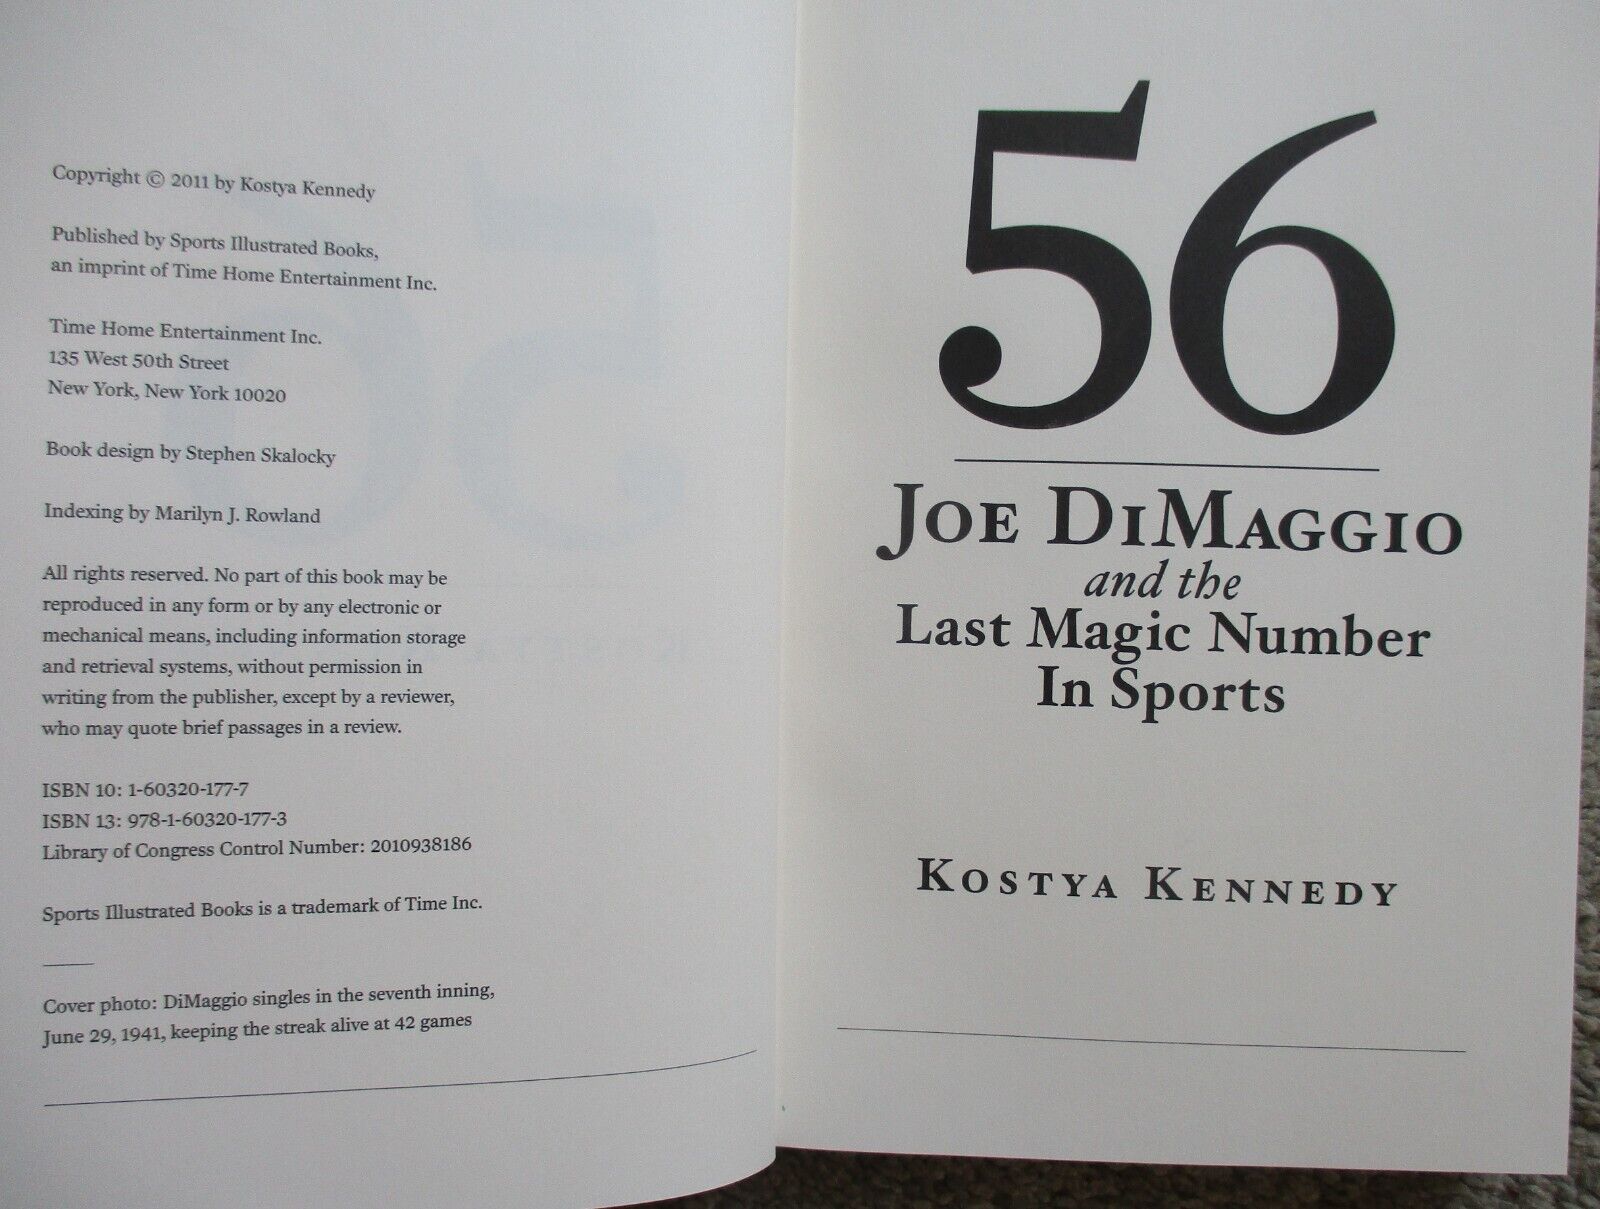 Copyright © 2011 by Kostya Kennedy
Published by Sports Illustrated Books,
an imprint of Time Home Entertainment Inc.
Time Home Entertainment Inc.
135 West 50th Street
New York, New York 10020
Book design by Stephen Skalocky
Indexing by Marilyn J. Rowland
All rights reserved. No part of this book may be
reproduced in any form or by any electronic or
mechanical means, including information storage
and retrieval systems, without permission in
writing from the publisher, except by a reviewer,
who may quote brief passages in a review.
ISBN 10: 1-60320-177-7
ISBN 13: 978-1-60320-177-3
Library of Congress Control Number: 2010938186
Sports Illustrated Books is a trademark of Time Inc.
Cover photo: DiMaggio singles in the seventh inning,
June 29, 1941, keeping the streak alive at 42 games
56
JOE DIMAGGIO
and the
Last Magic Number
In Sports
KOSTYA KENNEDY